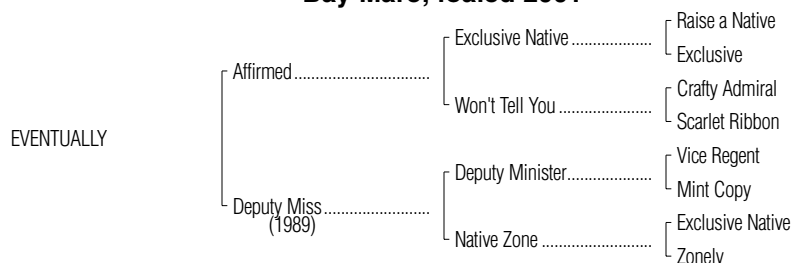 Bay Mare, foaled 2001
Raise a Native
Exclusive Native ....................
Exclusive
Affirmed ................................
Crafty Admiral
Won't Tell You .......................
Scarlet Ribbon
EVENTUALLY
Vice Regent
Deputy Minister.....................
Mint Copy
Deputy Miss .........................
(1989)
Exclusive Native
Native Zone ...........................
Zonely